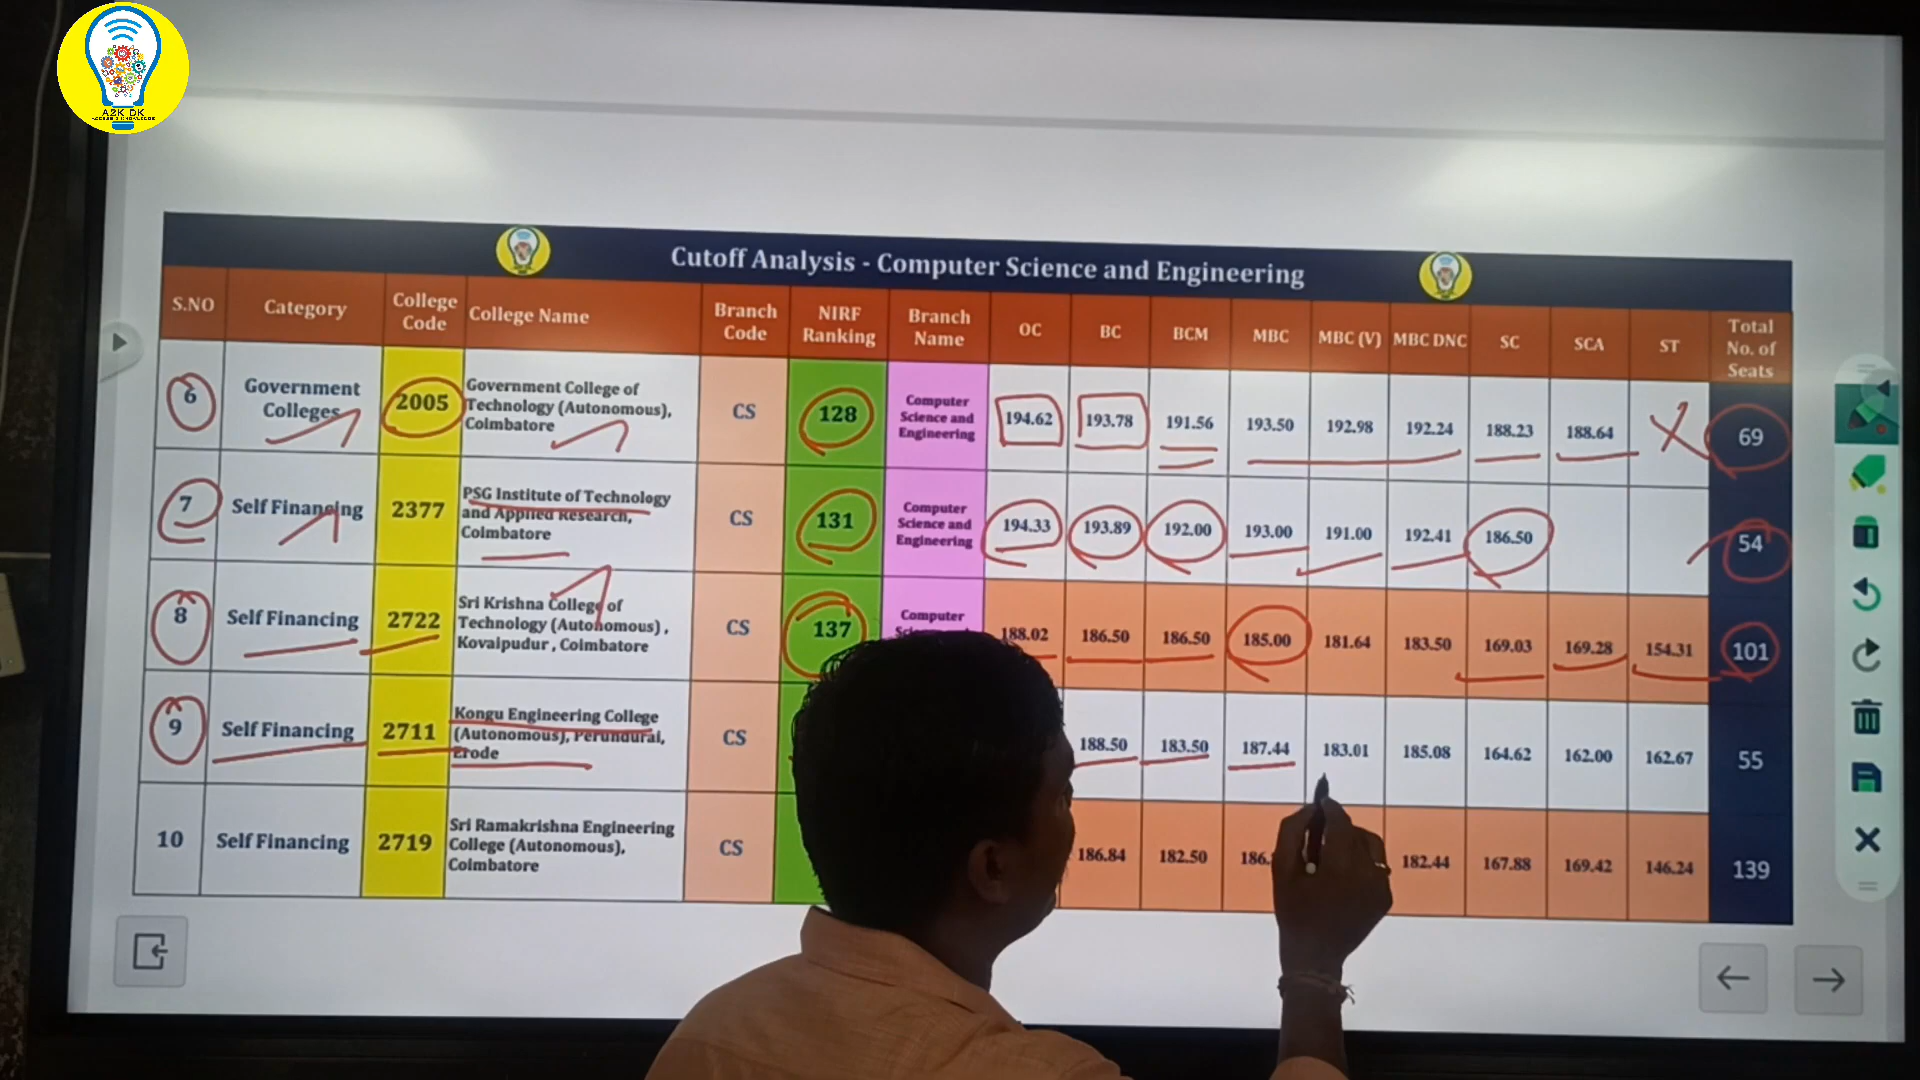 A2K DK
Cutoff Analysis - Computer Science and Engineering
S.NO Category College Code College Name Branch Code NIRF Ranking Branch Name OC BC BCM MBC MBC (V) MBC DNC SC SCA ST Total No. of Seats
6 Government Colleges 2005 Government College of Technology (Autonomous), Coimbatore CS 128 Computer Science and Engineering 194.62 193.78 191.56 193.50 192.98 192.24 188.23 188.64 69
7 Self Financing 2377 PSG Institute of Technology and Applied Research, Coimbatore CS 131 Computer Science and Engineering 194.33 193.89 192.00 193.00 191.00 192.41 186.50 54
8 Self Financing 2722 Sri Krishna College of Technology (Autonomous) , Kovaipudur , Coimbatore CS 137 Computer 188.02 186.50 186.50 185.00 181.64 183.50 169.03 169.28 154.31 101
9 Self Financing 2711 Kongu Engineering College (Autonomous), Perundurai, Erode CS 188.50 183.50 187.44 183.01 185.08 164.62 162.00 162.67 55
10 Self Financing 2719 Sri Ramakrishna Engineering College (Autonomous), Coimbatore CS 186.84 182.50 186. 182.44 167.88 169.42 146.24 139